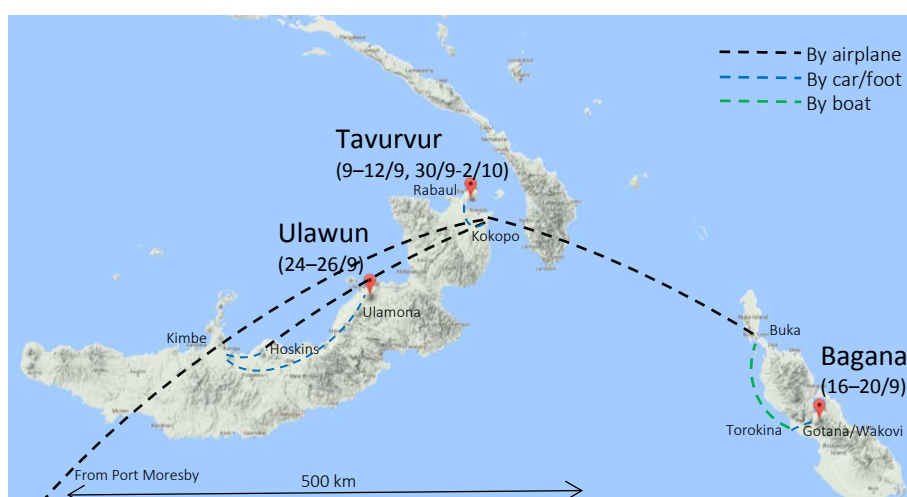 By airplane
By car/foot
By boat
Tavurvur
(9–12/9, 30/9-2/10)
Rabaul
Kokopo
Ulawun
(24–26/9)
Ulamona
Kimbe
Hoskins
Buka
Bagana
(16–20/9)
Torokina
Gotana/Wakovi
From Port Moresby
500 km